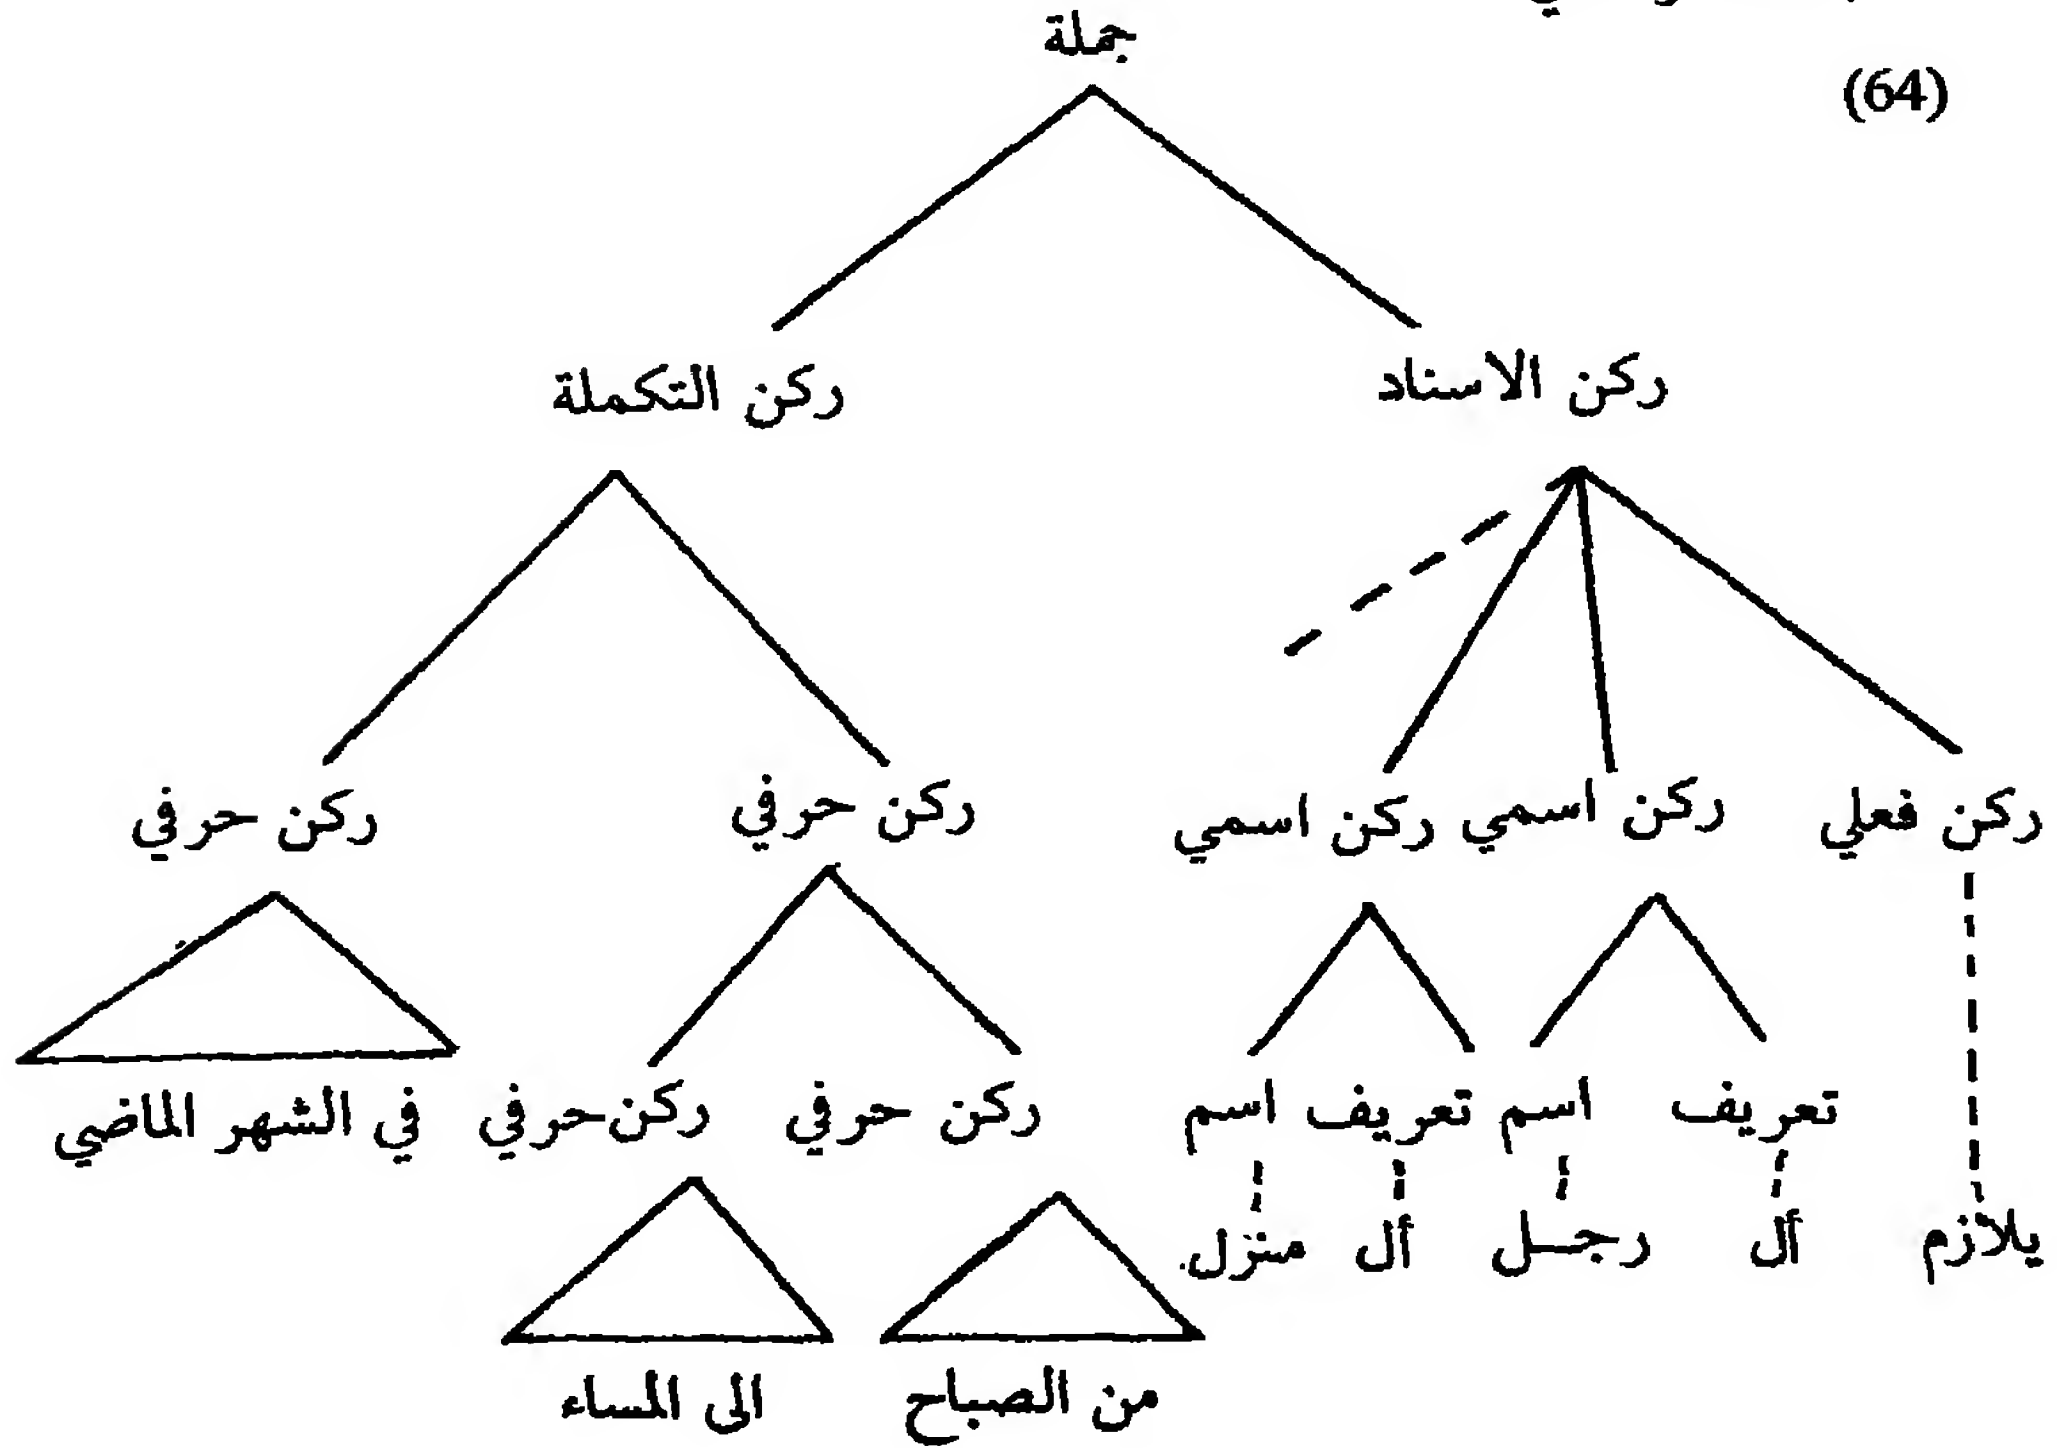 جملة
(64)
ركن الاسناد ركن التكملة
ركن فعلي ركن اسمي ركن اسمي ركن حرفي ركن حرفي
تعريف اسم تعريف اسم ركن حرفي ركن حرفي في الشهر الماضي
يلازم أل رجـل أل منزل.
من الصباح الى المساء